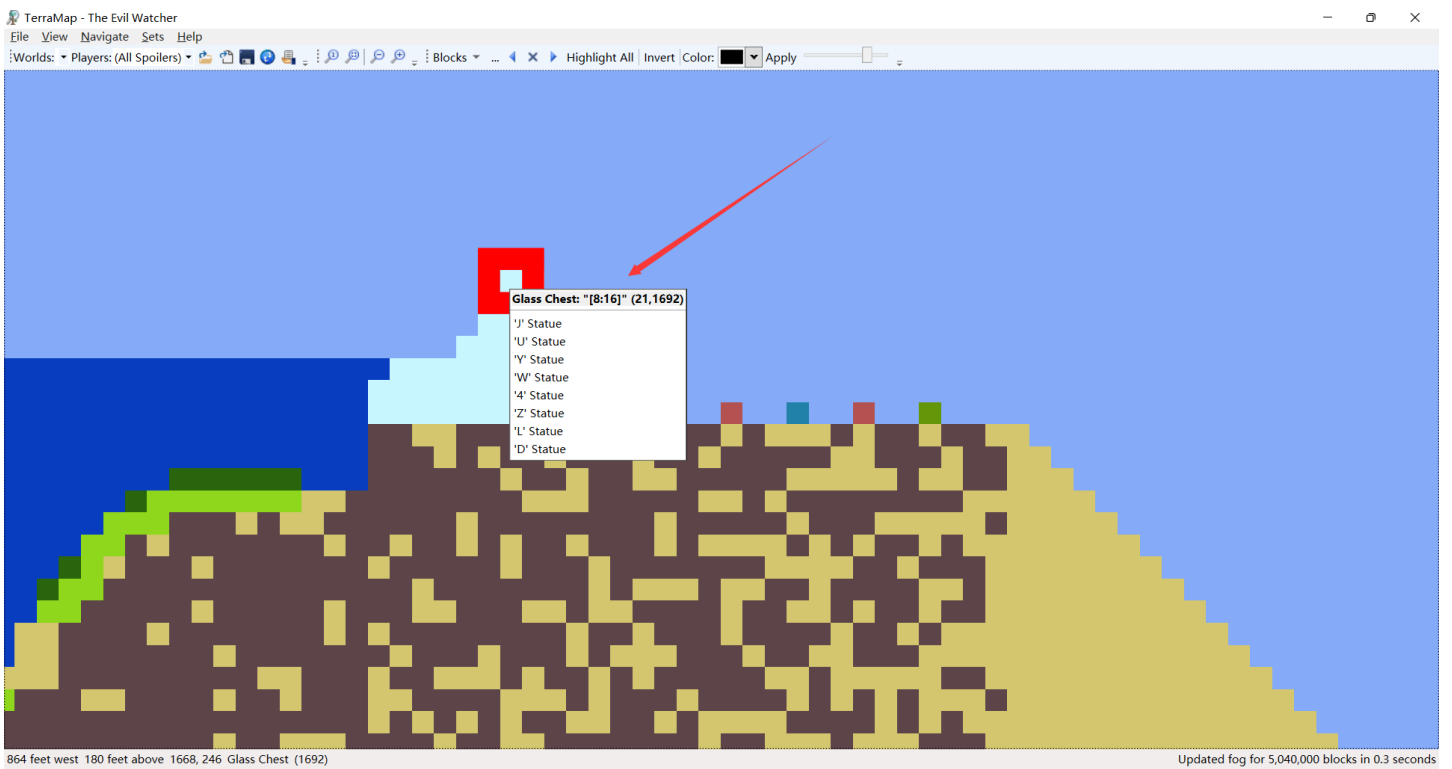 TerraMap - The Evil Watcher
File View Navigate Sets Help
Worlds: Players: (All Spoilers) Blocks ... Highlight All Invert Color: Apply
Glass Chest: "[8:16]" (21,1692)
'J' Statue
'U' Statue
'Y' Statue
'W' Statue
'4' Statue
'Z' Statue
'L' Statue
'D' Statue
864 feet west 180 feet above 1668, 246 Glass Chest (1692) Updated fog for 5,040,000 blocks in 0.3 seconds